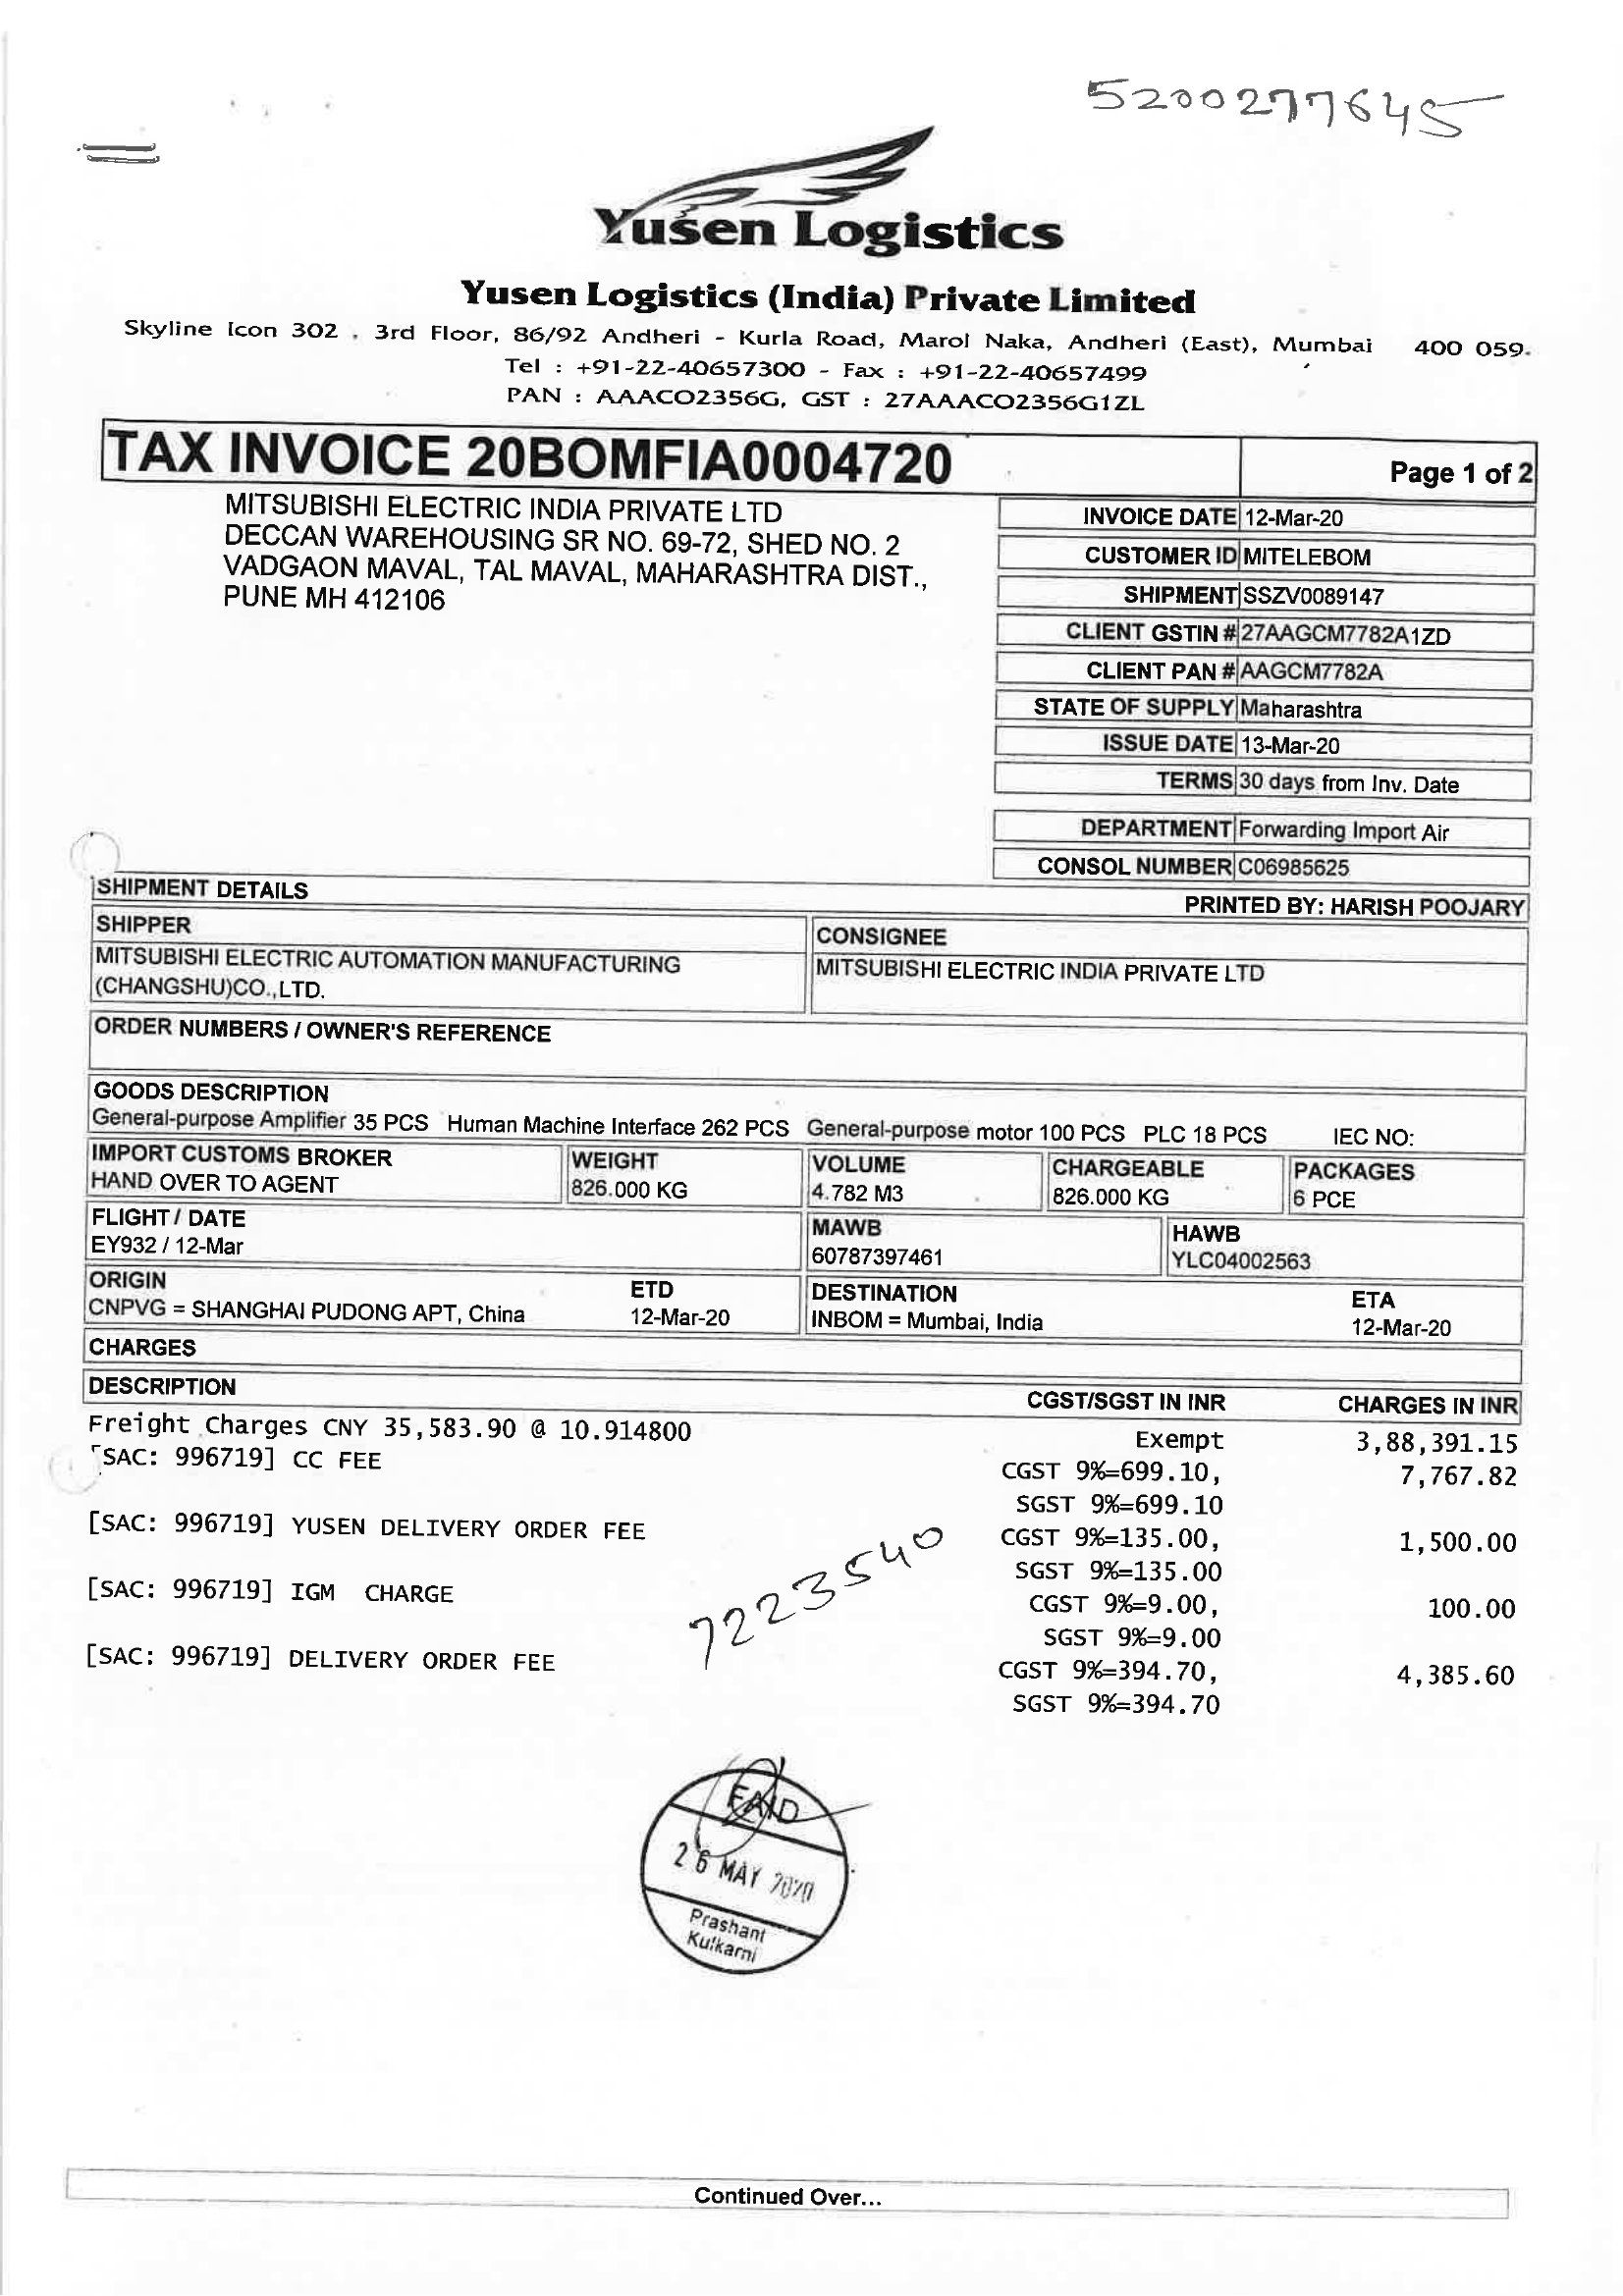 5200277645
Yusen Logistics
Yusen Logistics (India) Private Limited
Skyline Icon 302 , 3rd Floor, 86/92 Andheri - Kurla Road, Marol Naka, Andheri (East), Mumbai 400 059.
Tel : +91-22-40657300 - Fax : +91-22-40657499
PAN : AAACO2356G, GST : 27AAACO2356G1ZL
TAX INVOICE 20BOMFIA0004720
Page 1 of 2
MITSUBISHI ELECTRIC INDIA PRIVATE LTD
DECCAN WAREHOUSING SR NO. 69-72, SHED NO. 2
VADGAON MAVAL, TAL MAVAL, MAHARASHTRA DIST.,
PUNE MH 412106
INVOICE DATE 12-Mar-20
CUSTOMER ID MITELEBOM
SHIPMENT SSZV0089147
CLIENT GSTIN # 27AAGCM7782A1ZD
CLIENT PAN # AAGCM7782A
STATE OF SUPPLY Maharashtra
ISSUE DATE 13-Mar-20
TERMS 30 days from Inv. Date
DEPARTMENT Forwarding Import Air
CONSOL NUMBER C06985625
SHIPMENT DETAILS PRINTED BY: HARISH POOJARY
SHIPPER
MITSUBISHI ELECTRIC AUTOMATION MANUFACTURING
(CHANGSHU)CO.,LTD.
CONSIGNEE
MITSUBISHI ELECTRIC INDIA PRIVATE LTD
ORDER NUMBERS / OWNER'S REFERENCE
GOODS DESCRIPTION
General-purpose Amplifier 35 PCS Human Machine Interface 262 PCS General-purpose motor 100 PCS PLC 18 PCS IEC NO:
IMPORT CUSTOMS BROKER WEIGHT VOLUME CHARGEABLE PACKAGES
HAND OVER TO AGENT 826.000 KG 4.782 M3 826.000 KG 6 PCE
FLIGHT / DATE MAWB HAWB
EY932 / 12-Mar 60787397461 YLC04002563
ORIGIN ETD DESTINATION ETA
CNPVG = SHANGHAI PUDONG APT, China 12-Mar-20 INBOM = Mumbai, India 12-Mar-20
CHARGES
DESCRIPTION CGST/SGST IN INR CHARGES IN INR
Freight Charges CNY 35,583.90 @ 10.914800 Exempt 3,88,391.15
[SAC: 996719] CC FEE CGST 9%=699.10, 7,767.82
SGST 9%=699.10
[SAC: 996719] YUSEN DELIVERY ORDER FEE CGST 9%=135.00, 1,500.00
SGST 9%=135.00
[SAC: 996719] IGM CHARGE CGST 9%=9.00, 100.00
SGST 9%=9.00
[SAC: 996719] DELIVERY ORDER FEE CGST 9%=394.70, 4,385.60
SGST 9%=394.70
7223540
26 MAY 2020
Prashant
Kulkarni
Continued Over...